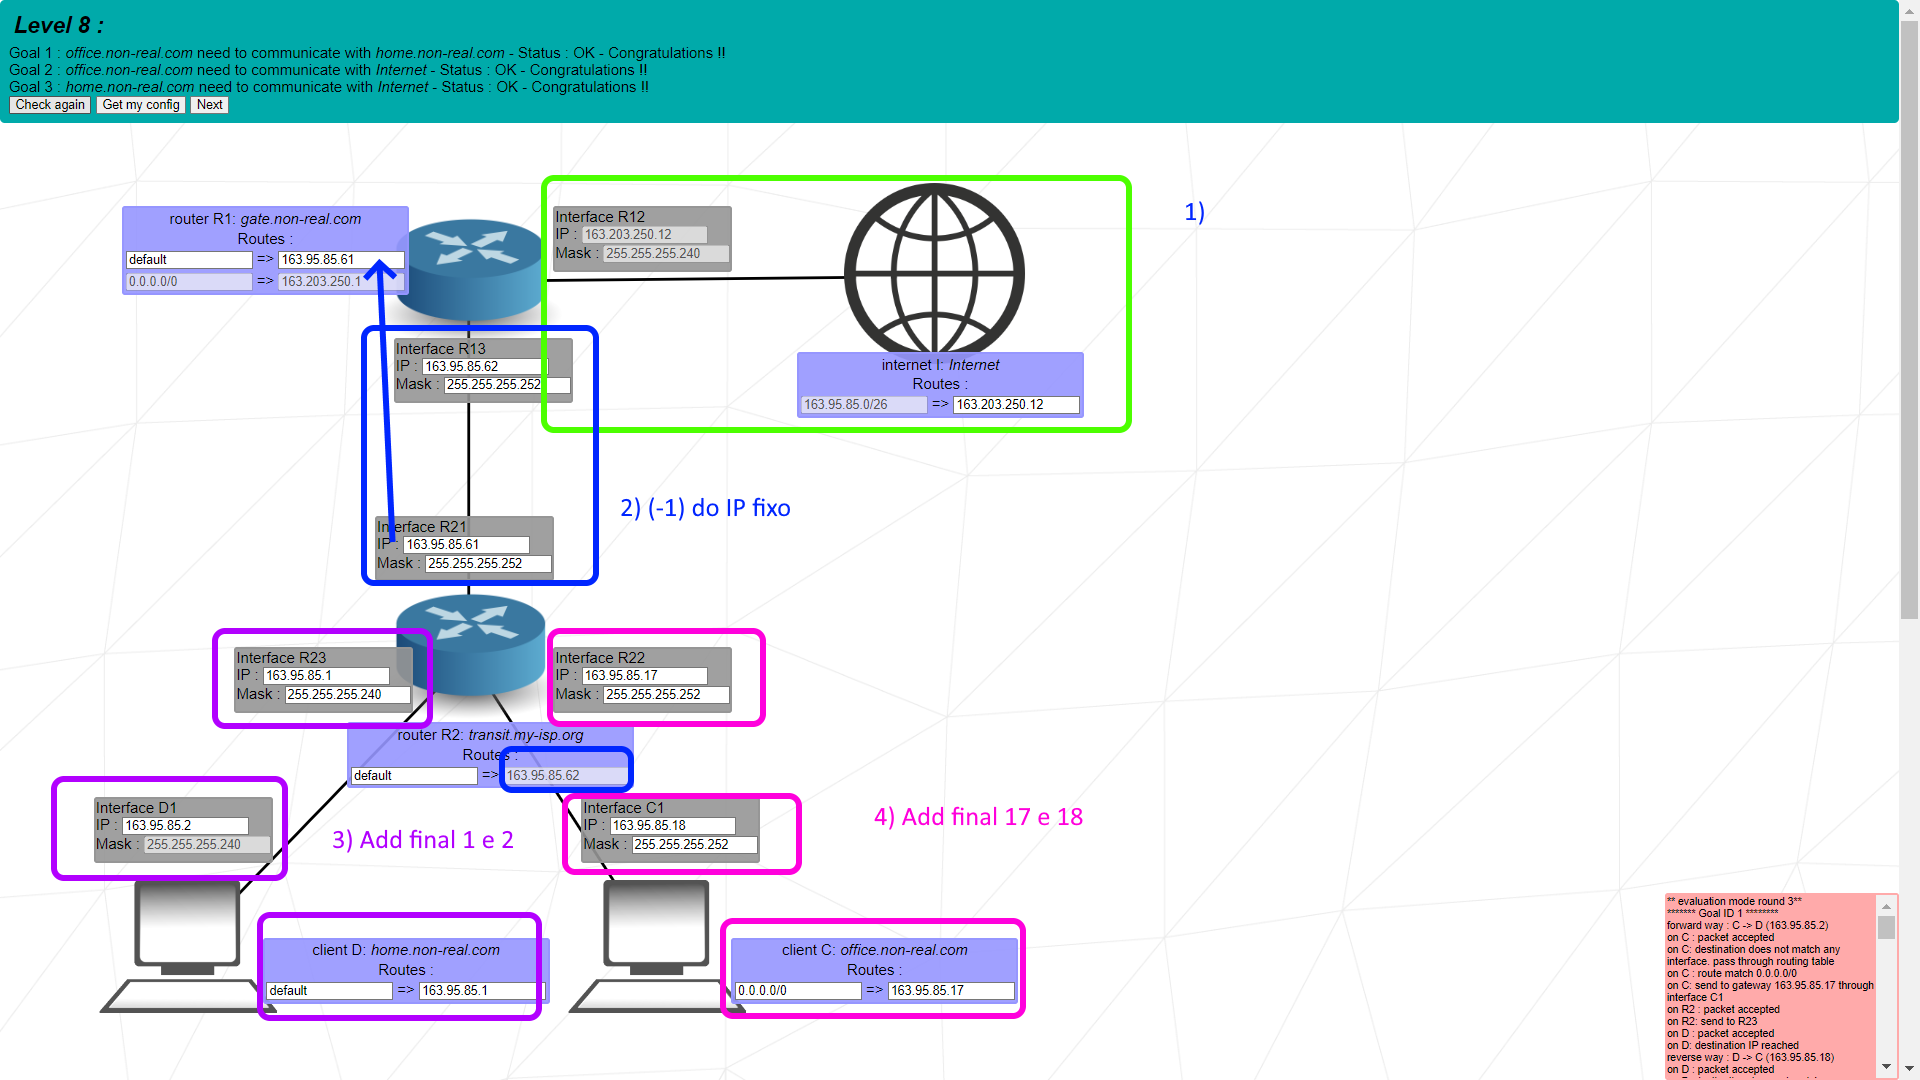 Level 8 :
Goal 1 : office.non-real.com need to communicate with home.non-real.com - Status : OK - Congratulations !!
Goal 2 : office.non-real.com need to communicate with Internet - Status : OK - Congratulations !!
Goal 3 : home.non-real.com need to communicate with Internet - Status : OK - Congratulations !!
Check again Get my config Next
router R1: gate.non-real.com
Routes :
default => 163.95.85.61
0.0.0.0/0 => 163.203.250.1
Interface R12
IP : 163.203.250.12
Mask : 255.255.255.240
1)
internet I: Internet
Routes :
163.95.85.0/26 => 163.203.250.12
Interface R13
IP : 163.95.85.62
Mask : 255.255.255.252
2) (-1) do IP fixo
Interface R21
IP : 163.95.85.61
Mask : 255.255.255.252
Interface R23
IP : 163.95.85.1
Mask : 255.255.255.240
Interface R22
IP : 163.95.85.17
Mask : 255.255.255.252
router R2: transit.my-isp.org
Routes :
default => 163.95.85.62
Interface D1
IP : 163.95.85.2
Mask : 255.255.255.240
3) Add final 1 e 2
Interface C1
IP : 163.95.85.18
Mask : 255.255.255.252
4) Add final 17 e 18
client D: home.non-real.com
Routes :
default => 163.95.85.1
client C: office.non-real.com
Routes :
0.0.0.0/0 => 163.95.85.17
** evaluation mode round 3**
******* Goal ID 1 ********
forward way : C -> D (163.95.85.2)
on C : packet accepted
on C: destination does not match any
interface. pass through routing table
on C : route match 0.0.0.0/0
on C: send to gateway 163.95.85.17 through
interface C1
on R2 : packet accepted
on R2: send to R23
on D : packet accepted
on D: destination IP reached
reverse way : D -> C (163.95.85.18)
on D : packet accepted